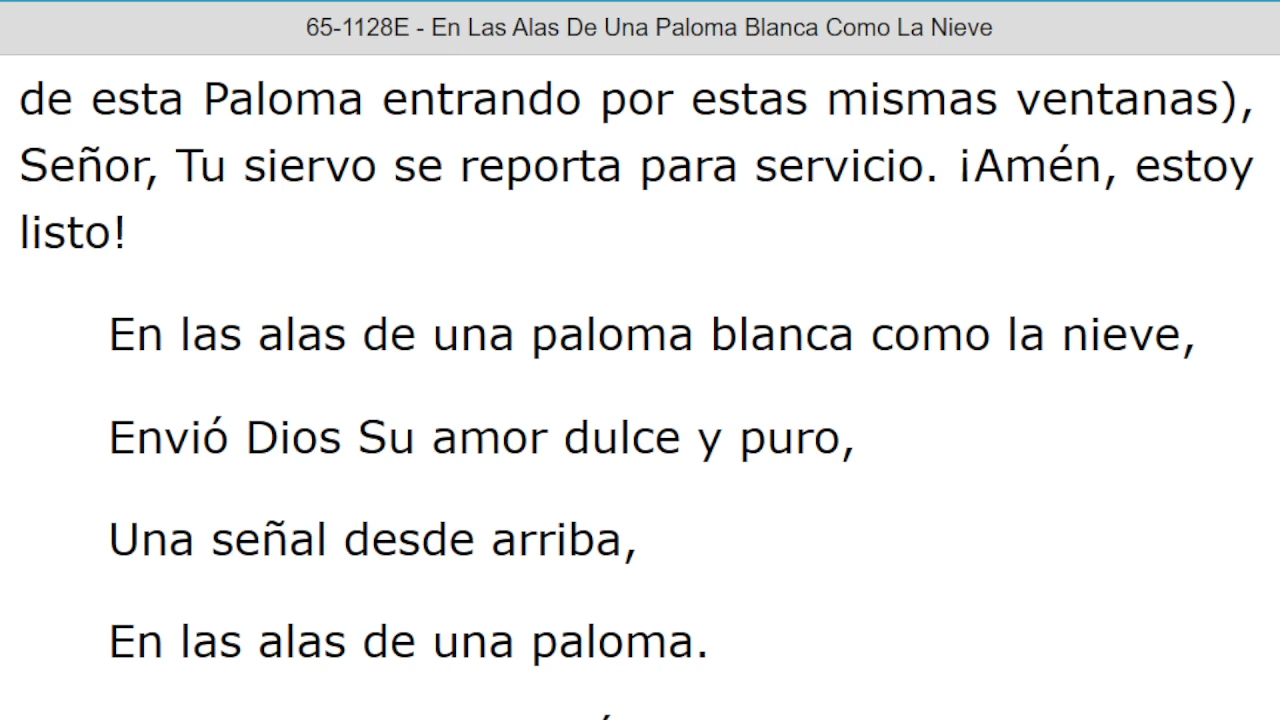 65-1128E - En Las Alas De Una Paloma Blanca Como La Nieve
de esta Paloma entrando por estas mismas ventanas),
Señor, Tu siervo se reporta para servicio. ¡Amén, estoy
listo!
En las alas de una paloma blanca como la nieve,
Envió Dios Su amor dulce y puro,
Una señal desde arriba,
En las alas de una paloma.